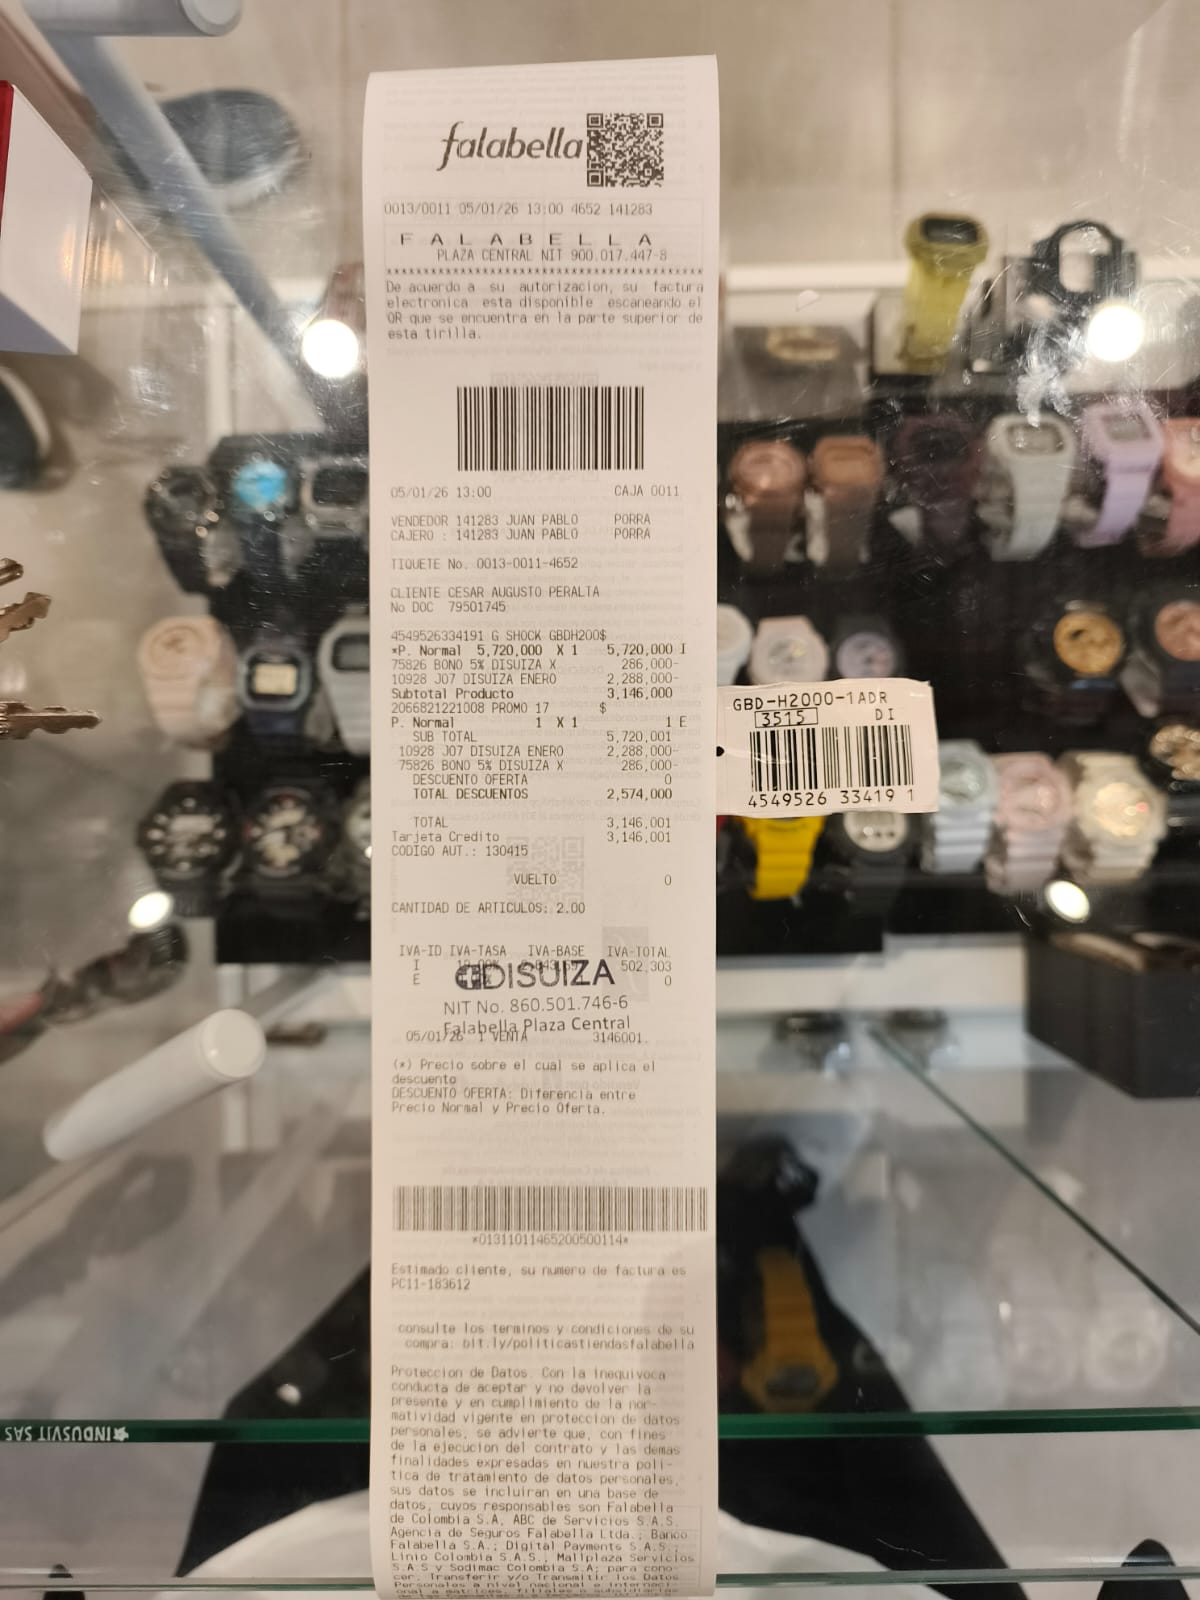 falabella
0013/0011 05/01/26 13:00 4652 141283
F A L A B E L L A
PLAZA CENTRAL NIT 900.017.447-8
De acuerdo a su autorizacion, su factura
electronica esta disponible escaneando el
QR que se encuentra en la parte superior de
esta tirilla.
05/01/26 13:00 CAJA 0011
VENDEDOR 141283 JUAN PABLO PORRA
CAJERO : 141283 JUAN PABLO PORRA
TIQUETE No. 0013-0011-4652
CLIENTE CESAR AUGUSTO PERALTA
No DOC 79501745
4549526334191 G SHOCK GBDH200$
*P. Normal 5,720,000 X 1 5,720,000 I
75826 BONO 5% DISUIZA X 286,000-
10928 J07 DISUIZA ENERO 2,288,000-
Subtotal Producto 3,146,000
2066821221008 PROMO 17 $
P. Normal 1 X 1 1 E
SUB TOTAL 5,720,001
10928 J07 DISUIZA ENERO 2,288,000-
75826 BONO 5% DISUIZA X 286,000-
DESCUENTO OFERTA 0
TOTAL DESCUENTOS 2,574,000
TOTAL 3,146,001
Tarjeta Credito 3,146,001
CODIGO AUT.: 130415
VUELTO 0
CANTIDAD DE ARTICULOS: 2.00
IVA-ID IVA-TASA IVA-BASE IVA-TOTAL
I 502,303
E 0
DISUIZA
NIT No. 860.501.746-6
Falabella Plaza Central
05/01/26 1 VENTA 3146001.
(*) Precio sobre el cual se aplica el
descuento
DESCUENTO OFERTA: Diferencia entre
Precio Normal y Precio Oferta.
*01311011465200500114*
Estimado cliente, su numero de factura es
PC11-183612
consulte los terminos y condiciones de su
compra: bit.ly/politicastiendasfalabella
Proteccion de Datos. Con la inequivoca
conducta de aceptar y no devolver la
presente y en cumplimiento de la nor-
matividad vigente en proteccion de datos
personales, se advierte que, con fines
de la ejecucion del contrato y las demas
finalidades expresadas en nuestra poli-
tica de tratamiento de datos personales,
sus datos se incluiran en una base de
datos, cuyos responsables son Falabella
de Colombia S.A, ABC de Servicios S.A.S.
Agencia de Seguros Falabella Ltda.; Banco
Falabella S.A.; Digital Payments S.A.S.;
Linio Colombia S.A.S.; Mallplaza Servicios
S.A.S y Sodimac Colombia S.A; para cono-
cer, Transferir y/o Transmitir los Datos
Personales a nivel nacional e internaci-
onal a matrices, filiales o subsidiarias
GBD-H2000-1ADR
3515 DI
4549526 33419 1
INDUSVIT SAS